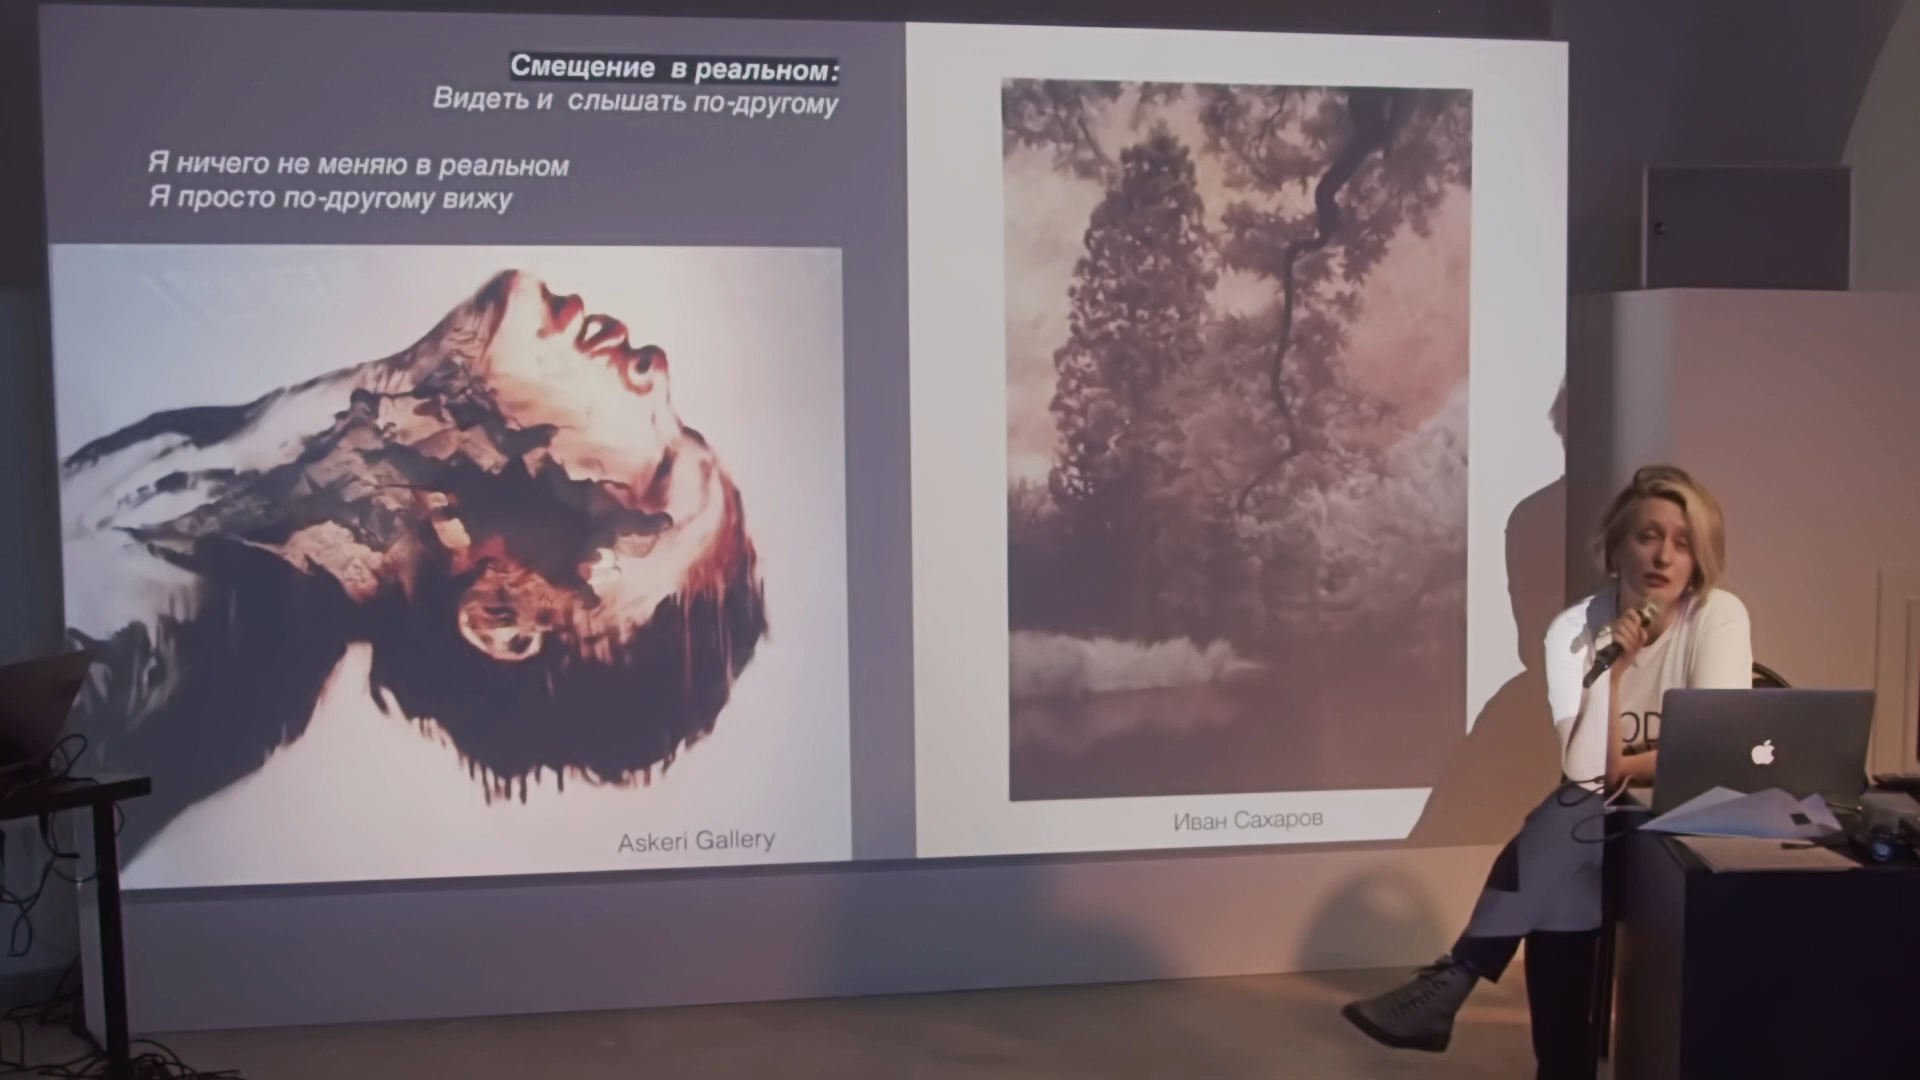 Смещение в реальном:
Видеть и слышать по-другому
Я ничего не меняю в реальном
Я просто по-другому вижу
Askeri Gallery
Иван Сахаров